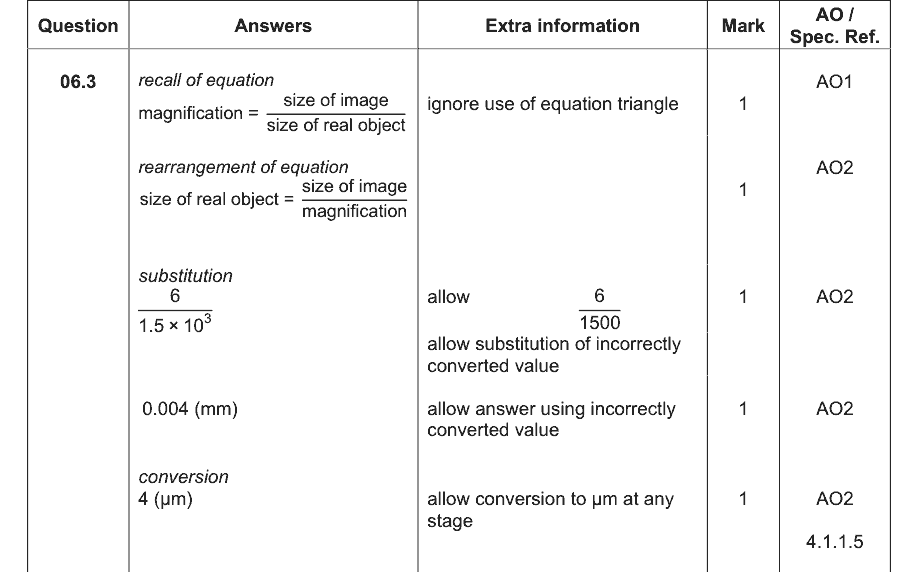 Question Answers Extra information Mark AO /
Spec. Ref.
06.3 recall of equation AO1
magnification = size of image
size of real object
ignore use of equation triangle 1
rearrangement of equation AO2
size of real object = size of image
magnification
1
substitution
6
1.5 × 10³
allow 6
1500
1 AO2
allow substitution of incorrectly
converted value
0.004 (mm) allow answer using incorrectly 1 AO2
converted value
conversion
4 (µm) allow conversion to µm at any 1 AO2
stage
4.1.1.5